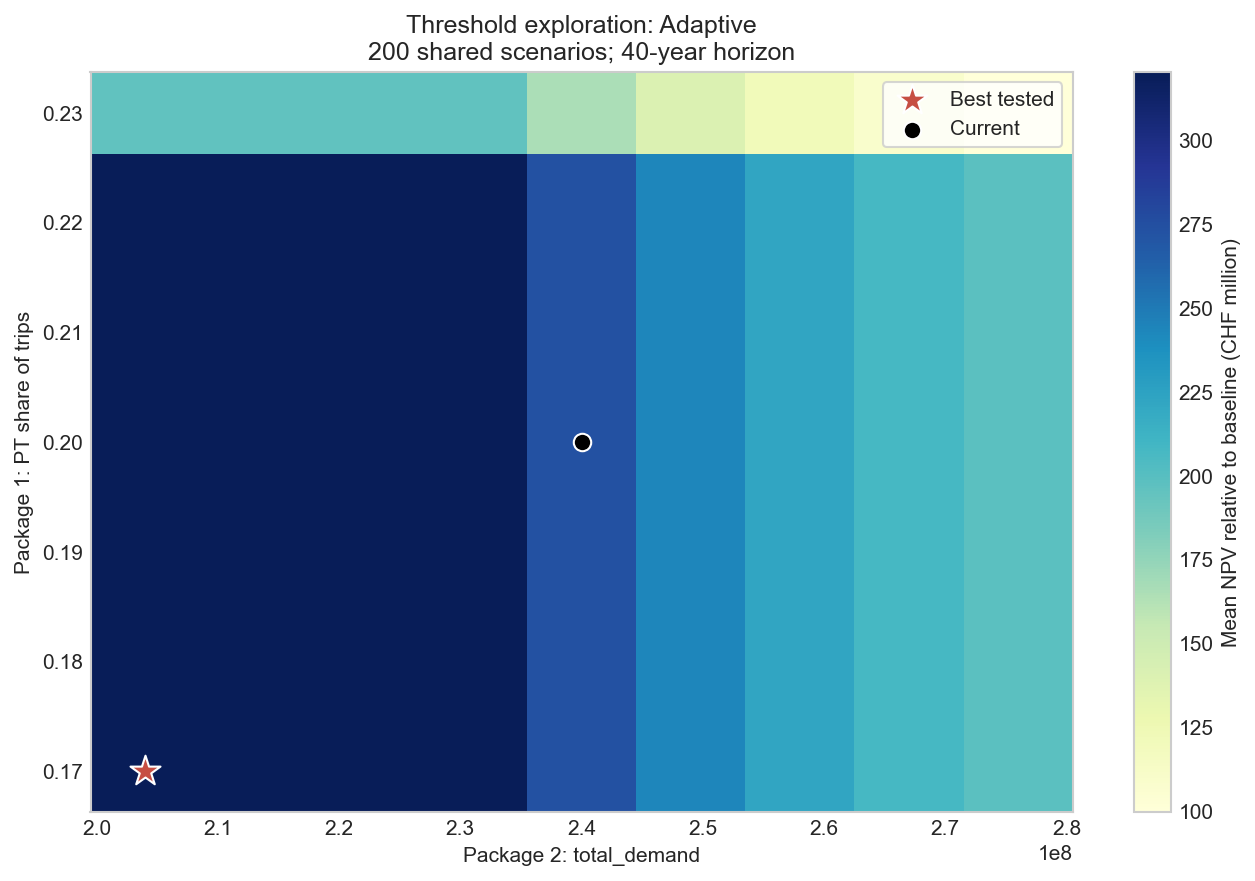 Threshold exploration: Adaptive
200 shared scenarios; 40-year horizon
Best tested
Current
0.23
0.22
0.21
0.20
0.19
0.18
0.17
Package 1: PT share of trips
2.0 2.1 2.2 2.3 2.4 2.5 2.6 2.7 2.8
1e8
Package 2: total_demand
300
275
250
225
200
175
150
125
100
Mean NPV relative to baseline (CHF million)